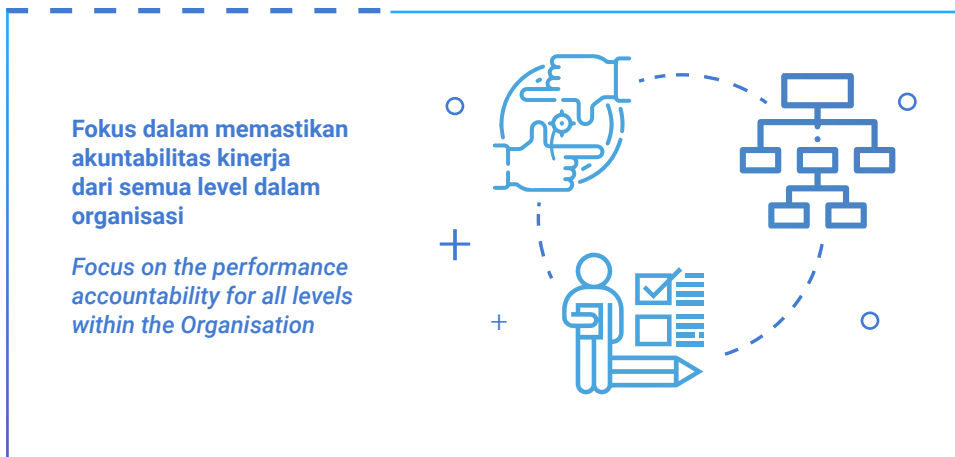 Fokus dalam memastikan
akuntabilitas kinerja
dari semua level dalam
organisasi
Focus on the performance
accountability for all levels
within the Organisation